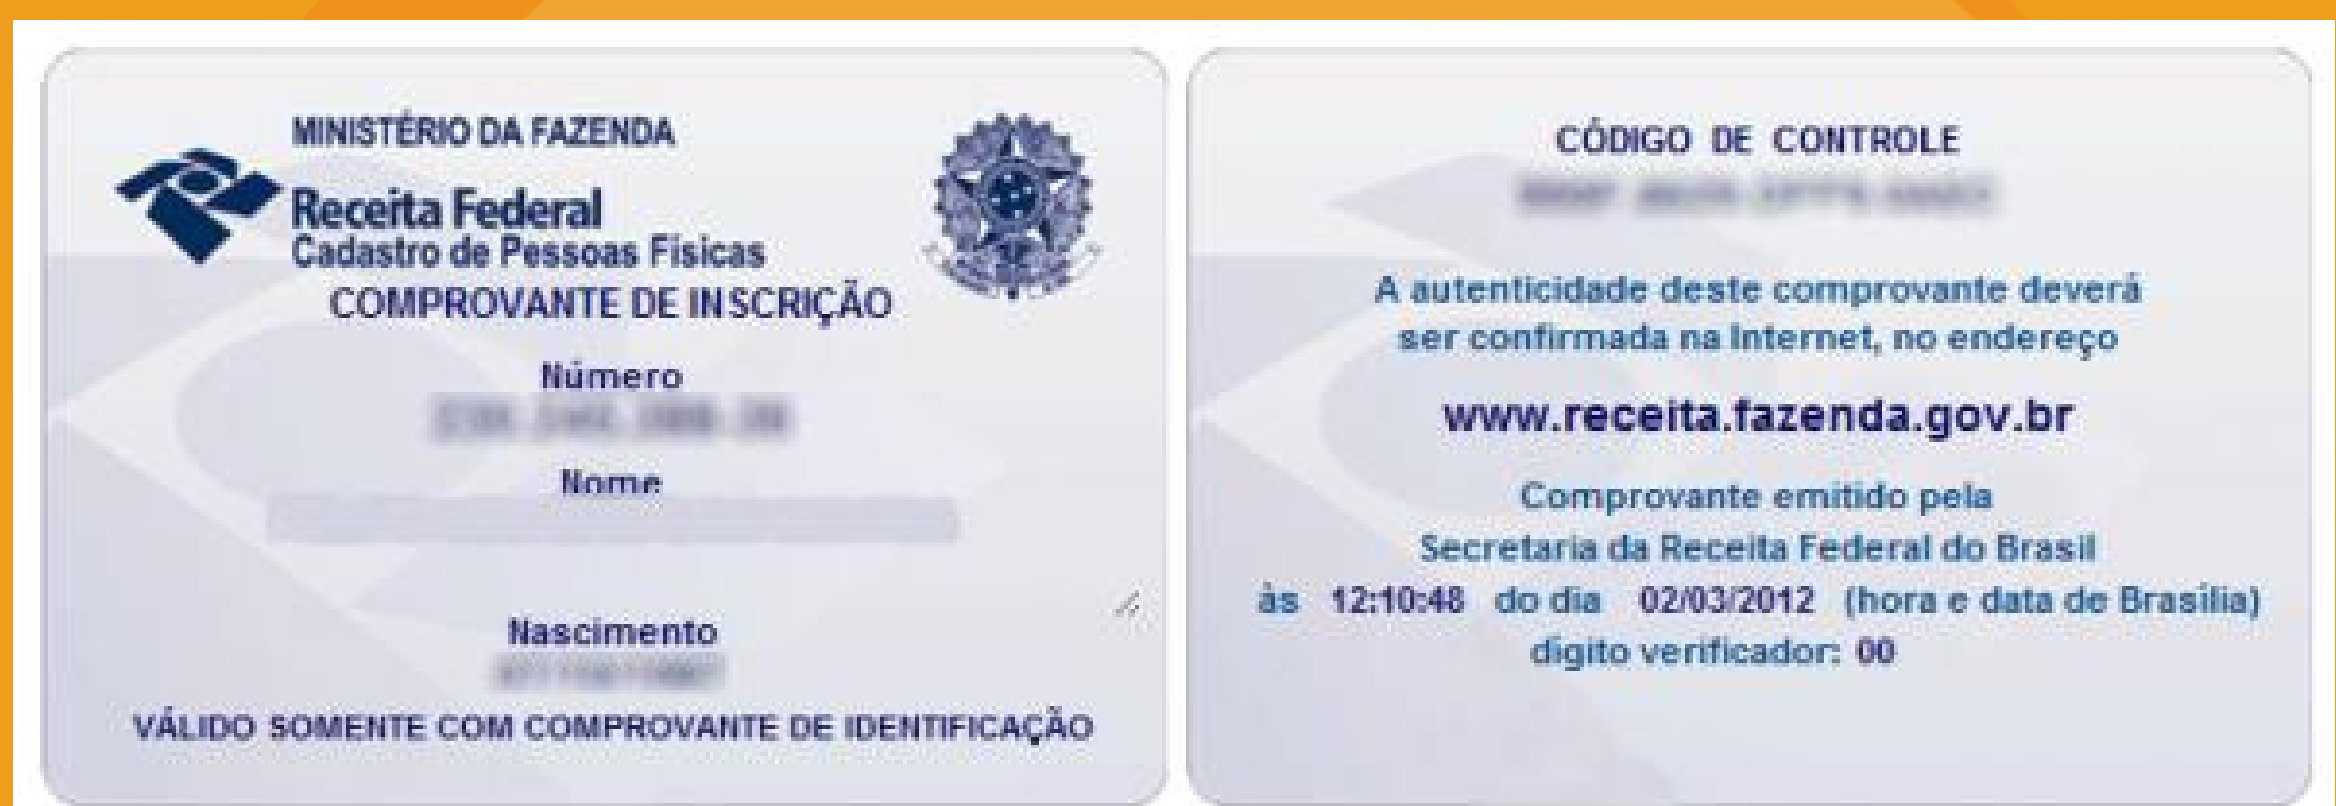 MINISTÉRIO DA FAZENDA
Receita Federal
Cadastro de Pessoas Físicas
COMPROVANTE DE INSCRIÇÃO
Número
Nome
Nascimento
VÁLIDO SOMENTE COM COMPROVANTE DE IDENTIFICAÇÃO
CÓDIGO DE CONTROLE
A autenticidade deste comprovante deverá
ser confirmada na Internet, no endereço
www.receita.fazenda.gov.br
Comprovante emitido pela
Secretaria da Receita Federal do Brasil
às 12:10:48 do dia 02/03/2012 (hora e data de Brasília)
dígito verificador: 00